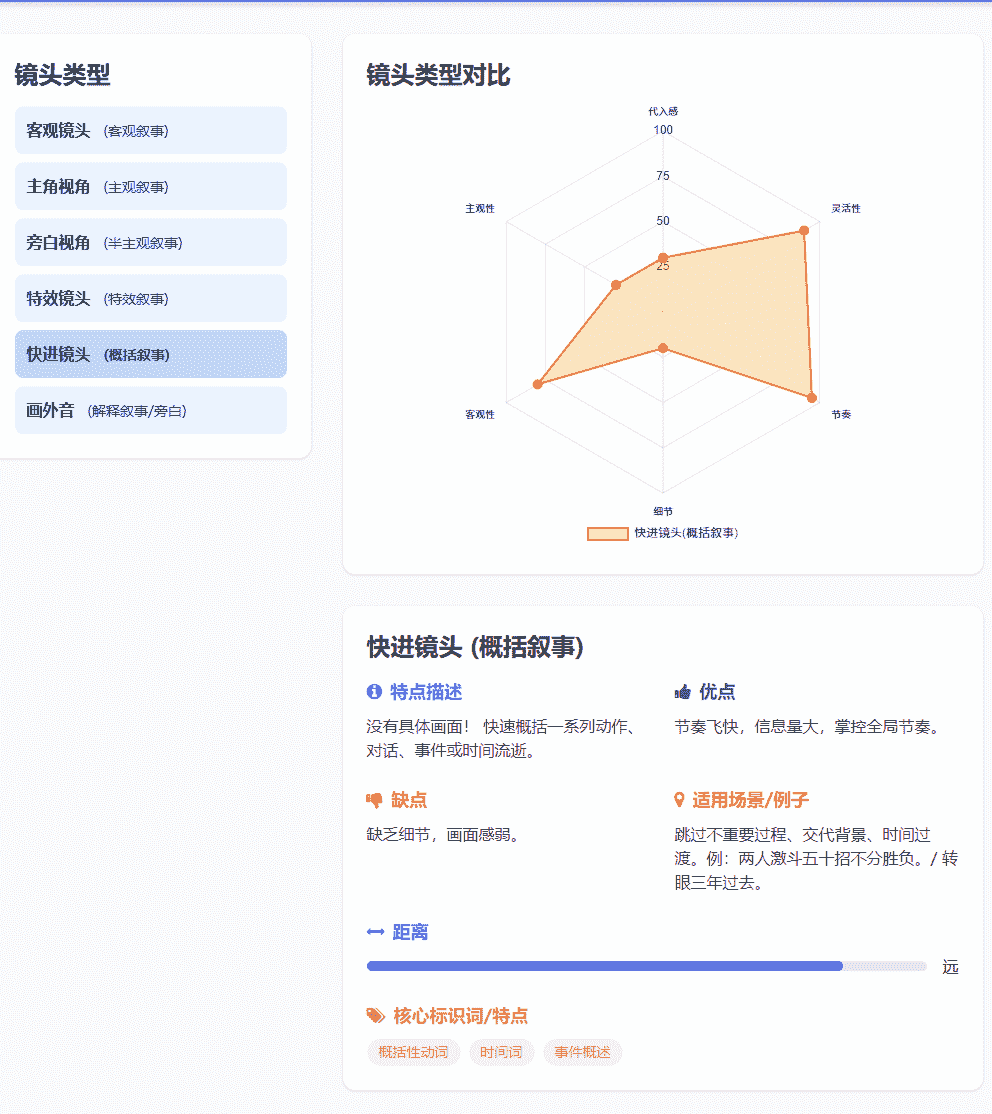 镜头类型
客观镜头 (客观叙事)
主角视角 (主观叙事)
旁白视角 (半主观叙事)
特效镜头 (特效叙事)
快进镜头 (概括叙事)
画外音 (解释叙事/旁白)
镜头类型对比
代入感
100
75
50
25
主观性
灵活性
客观性
节奏
细节
快进镜头(概括叙事)
快进镜头 (概括叙事)
特点描述
没有具体画面！ 快速概括一系列动作、
对话、事件或时间流逝。
优点
节奏飞快，信息量大，掌控全局节奏。
缺点
缺乏细节，画面感弱。
适用场景/例子
跳过不重要过程、交代背景、时间过
渡。例：两人激斗五十招不分胜负。/ 转
眼三年过去。
距离
远
核心标识词/特点
概括性动词
时间词
事件概述